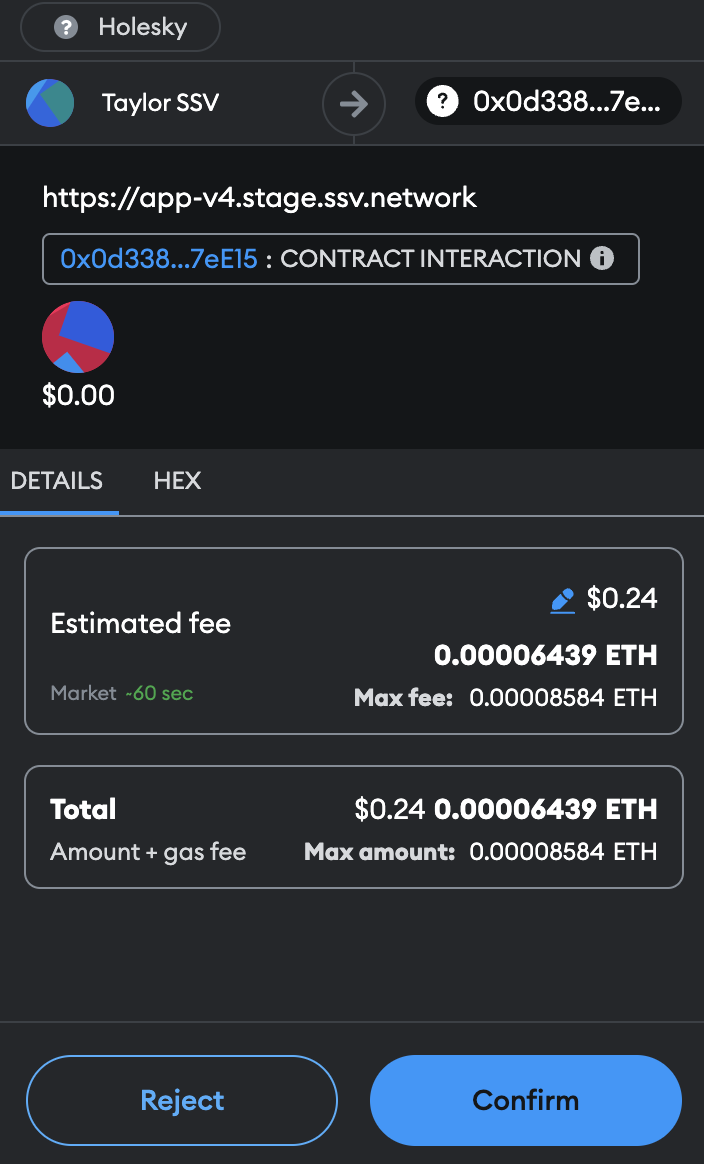 ? Holesky
Taylor SSV
? 0x0d338...7e...
https://app-v4.stage.ssv.network
0x0d338...7eE15 : CONTRACT INTERACTION i
$0.00
DETAILS HEX
$0.24
Estimated fee
0.00006439 ETH
Market ~60 sec Max fee: 0.00008584 ETH
Total $0.24 0.00006439 ETH
Amount + gas fee Max amount: 0.00008584 ETH
Reject Confirm